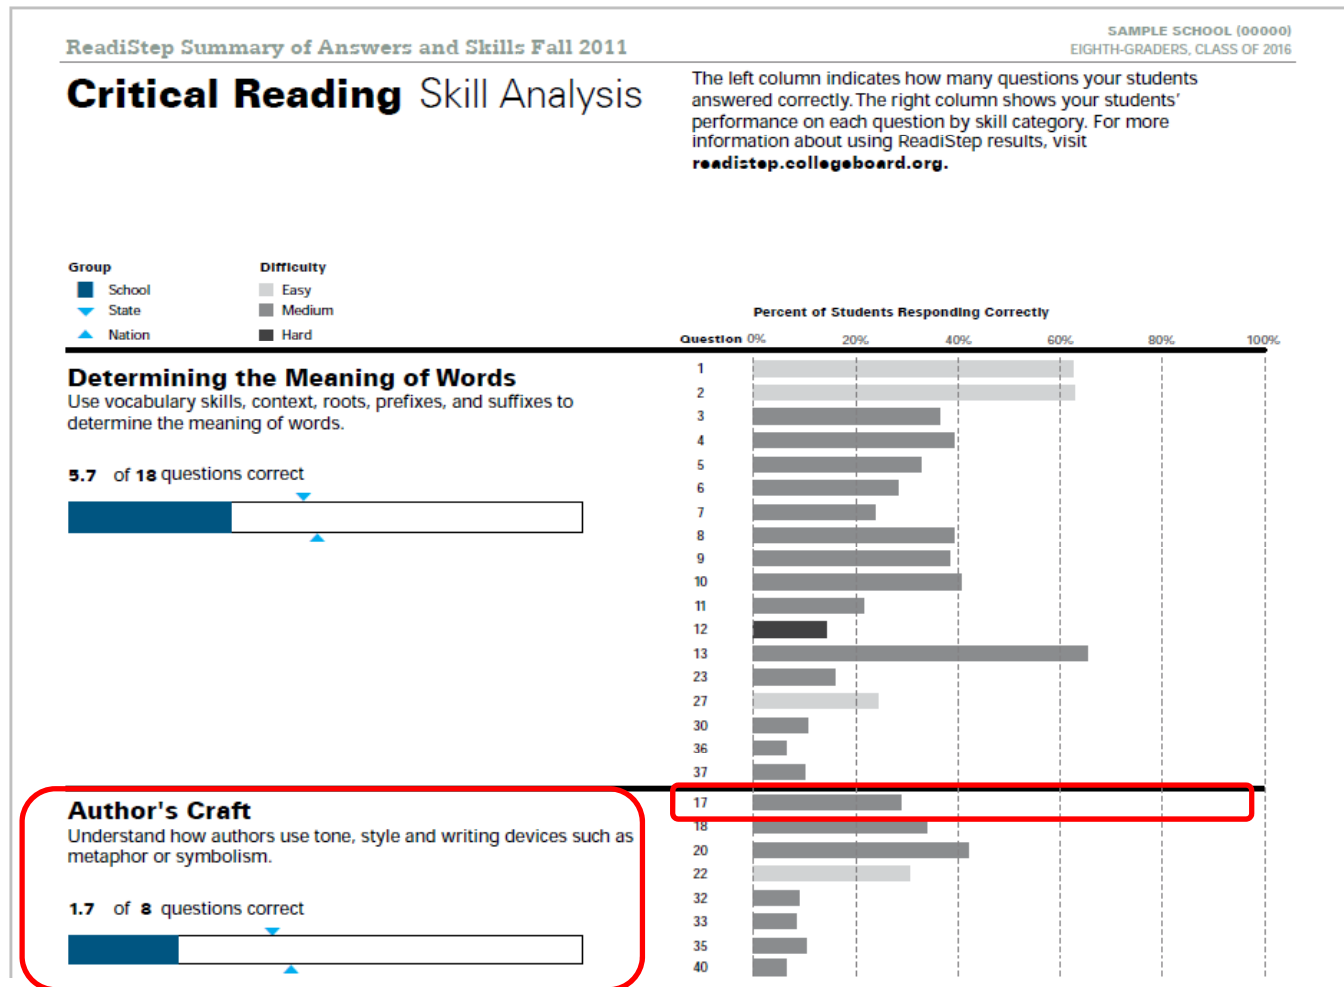 ReadiStep Summary of Answers and Skills Fall 2011
SAMPLE SCHOOL (00000)
EIGHTH-GRADERS, CLASS OF 2016
Critical Reading Skill Analysis
The left column indicates how many questions your students
answered correctly. The right column shows your students'
performance on each question by skill category. For more
information about using ReadiStep results, visit
readistep.collegeboard.org.
Group
School
State
Nation
Difficulty
Easy
Medium
Hard
Percent of Students Responding Correctly
Question 0% 20% 40% 60% 80% 100%
Determining the Meaning of Words
Use vocabulary skills, context, roots, prefixes, and suffixes to
determine the meaning of words.
5.7 of 18 questions correct
1
2
3
4
5
6
7
8
9
10
11
12
13
23
27
30
36
37
Author's Craft
Understand how authors use tone, style and writing devices such as
metaphor or symbolism.
1.7 of 8 questions correct
17
18
20
22
32
33
35
40